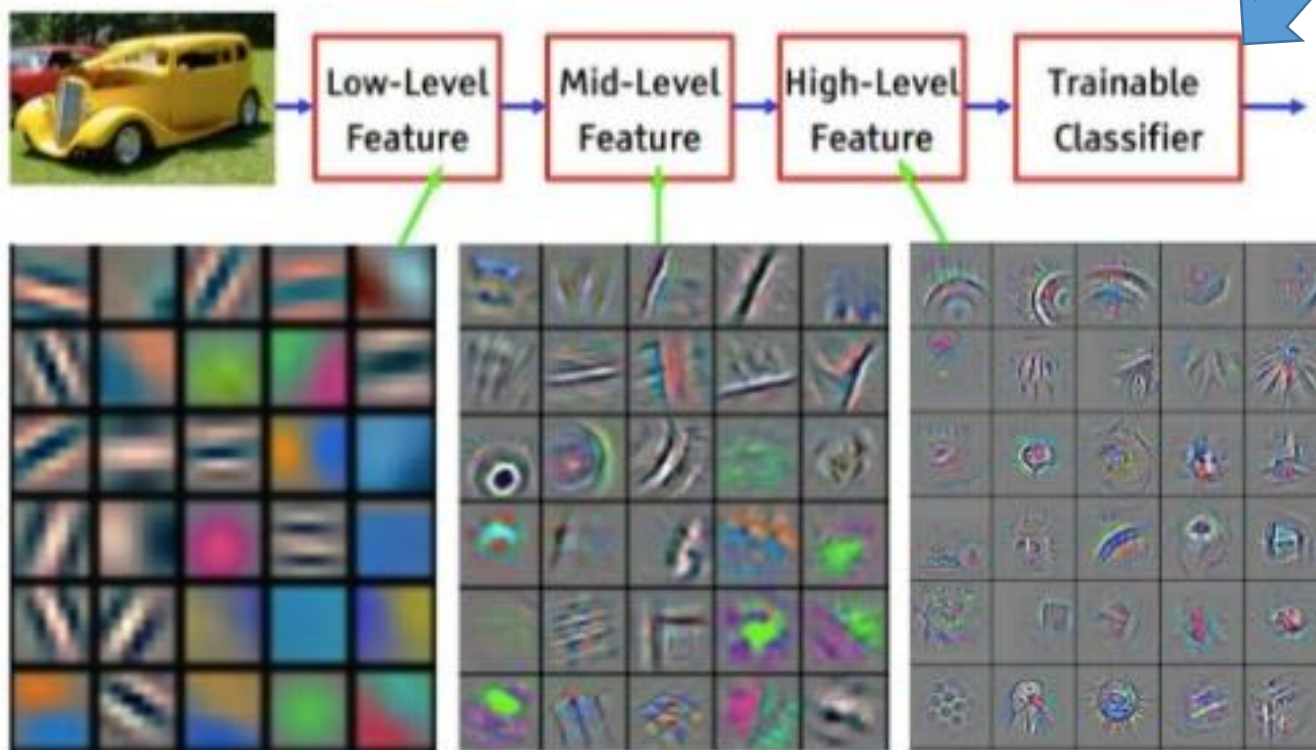 Low-Level
Feature
Mid-Level
Feature
High-Level
Feature
Trainable
Classifier